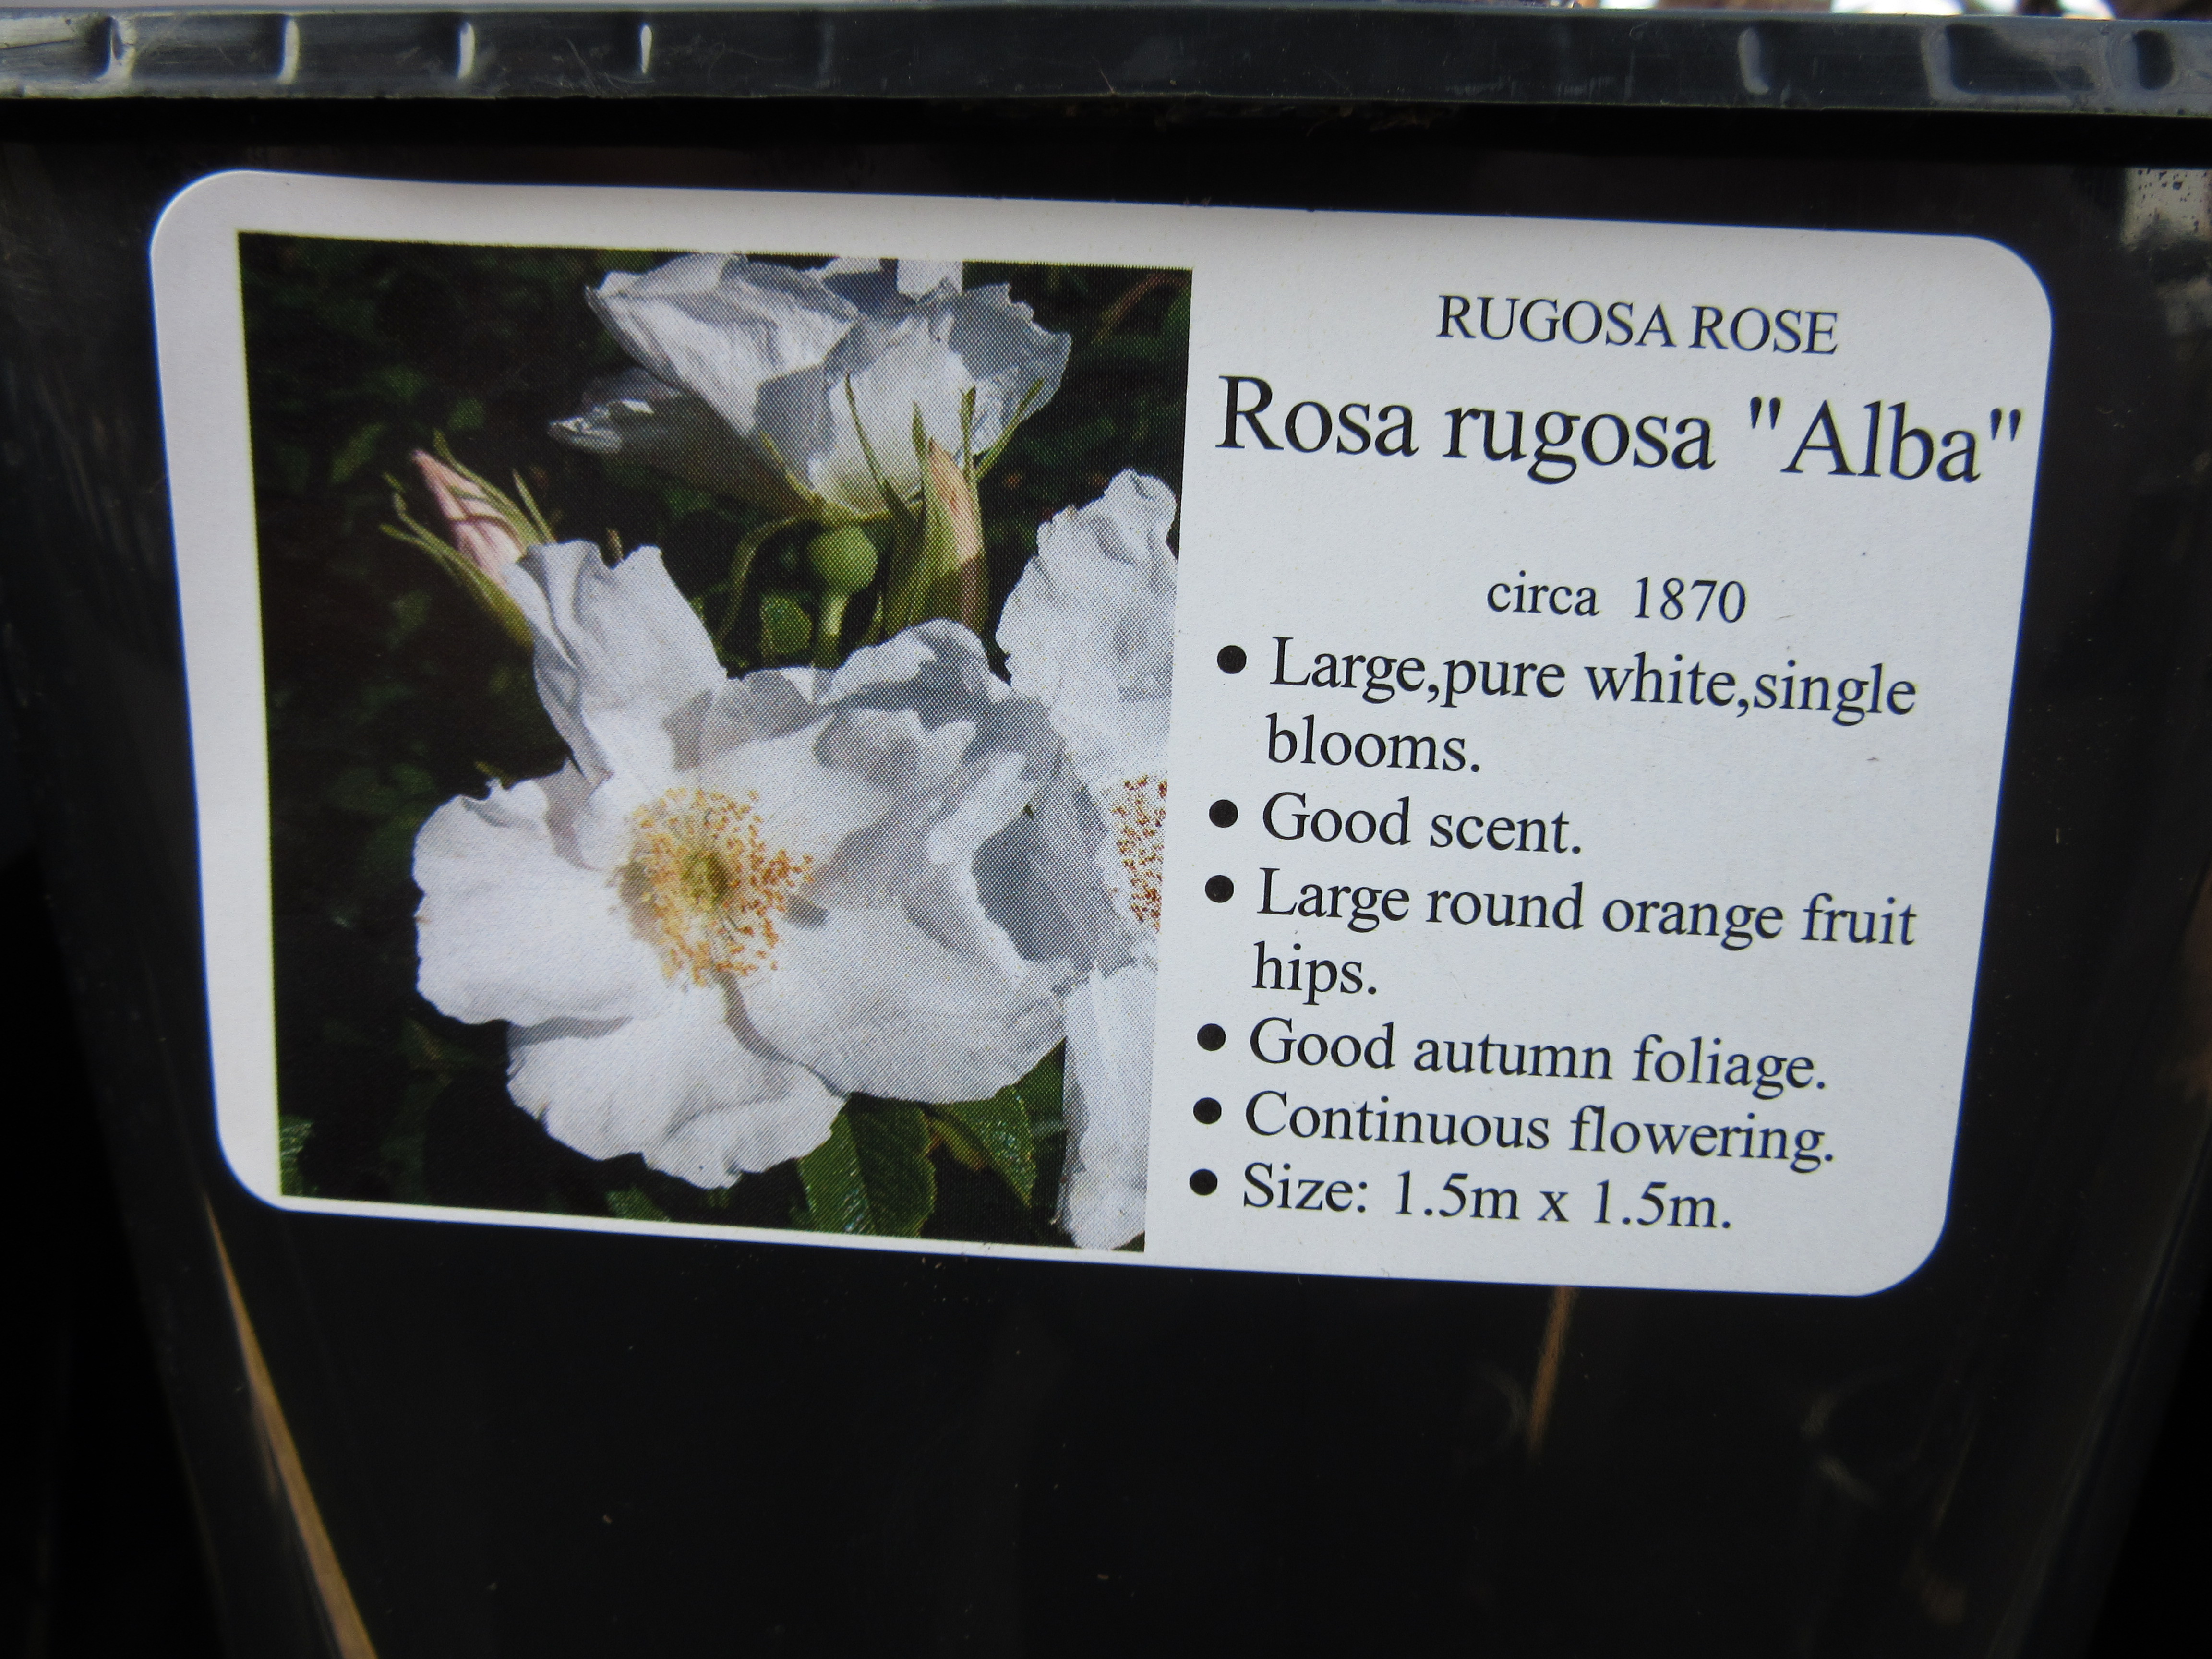 RUGOSA ROSE
Rosa rugosa "Alba"
circa 1870
● Large,pure white,single
blooms.
● Good scent.
● Large round orange fruit
hips.
● Good autumn foliage.
● Continuous flowering.
● Size: 1.5m x 1.5m.